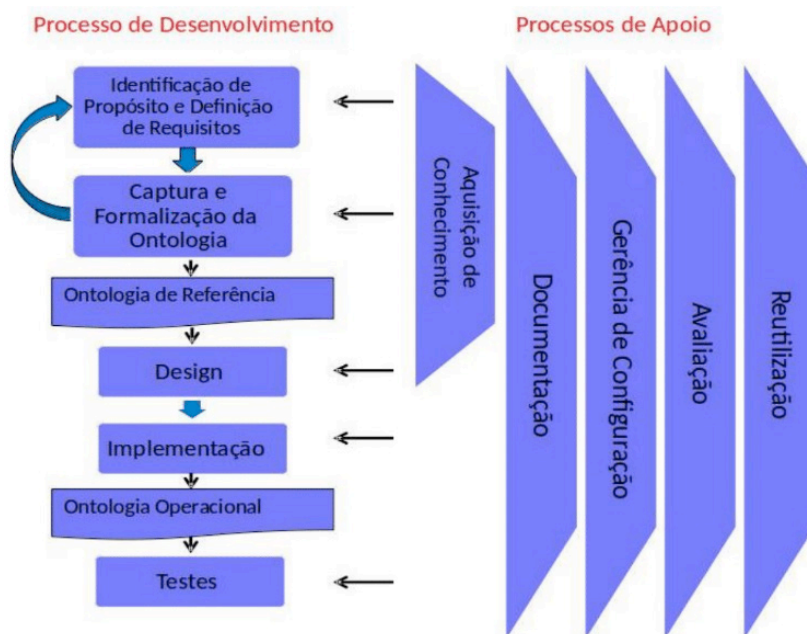 Processo de Desenvolvimento
Processos de Apoio
Identificação de
Propósito e Definição
de Requisitos
Captura e
Formalização da
Ontologia
Ontologia de Referência
Design
Implementação
Ontologia Operacional
Testes
Aquisição de
Conhecimento
Documentação
Gerência de Configuração
Avaliação
Reutilização